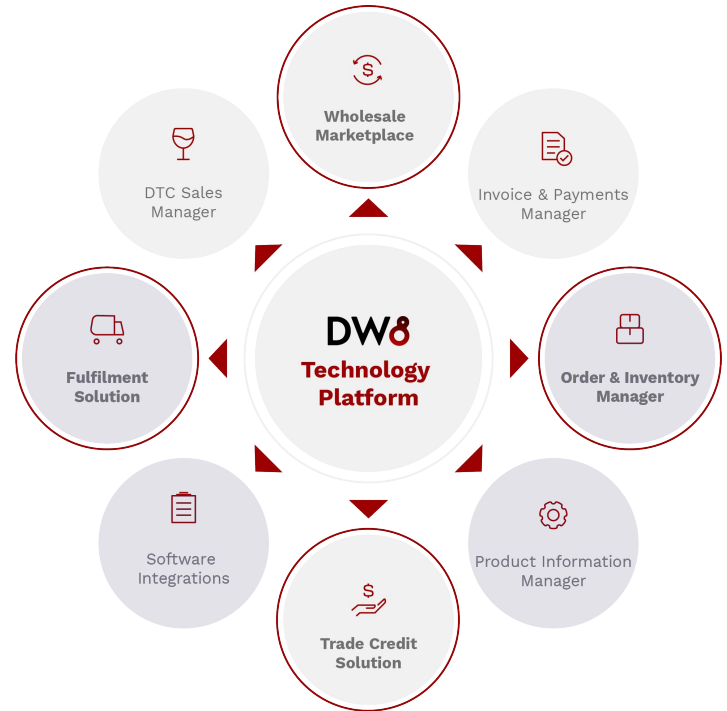 Wholesale
Marketplace
DTC Sales
Manager
Invoice & Payments
Manager
DW8
Technology
Platform
Fulfilment
Solution
Order & Inventory
Manager
Software
Integrations
Product Information
Manager
Trade Credit
Solution